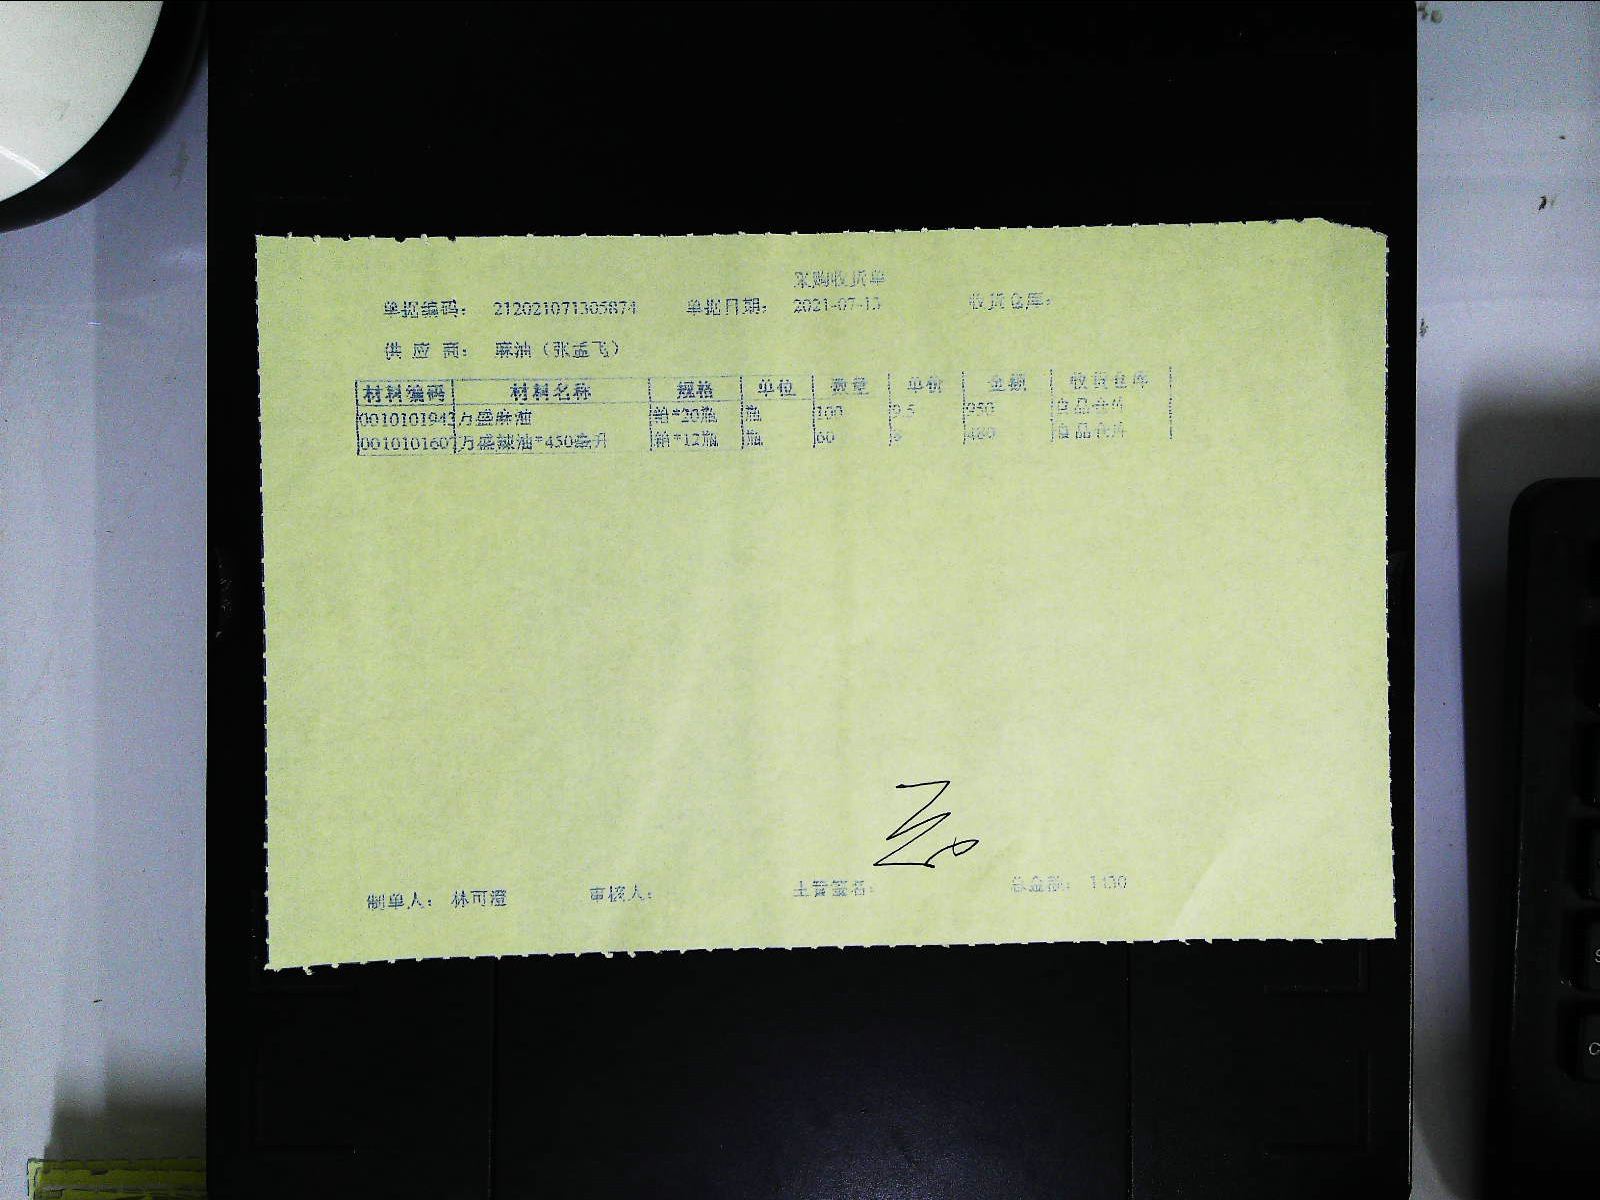 采购收货单
单据编码： 212021071305874 单据日期： 2021-07-13 收货仓库：
供 应 商： 麻油（张孟飞）
材料编码 材料名称 规格 单位 数量 单价 金额 收货仓库
0010101943 万盛麻油 箱*20瓶 瓶 100 9.5 950 食品仓库
0010101607 万盛辣油*450毫升 箱*12瓶 瓶 60 8 480 食品仓库
制单人： 林可澄 审核人： 主管签名： 总金额： 1430